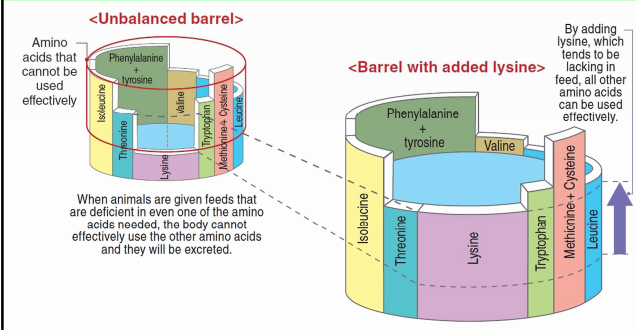 <Unbalanced barrel>
Amino
acids that
cannot be
used
effectively
Phenylalanine
+
tyrosine
Isoleucine
Threonine
Lysine
Valine
Tryptophan
Methionine + Cysteine
Leucine
When animals are given feeds that
are deficient in even one of the amino
acids needed, the body cannot
effectively use the other amino acids
and they will be excreted.
<Barrel with added lysine>
By adding
lysine, which
tends to be
lacking in
feed, all other
amino acids
can be used
effectively.
Phenylalanine
+
tyrosine
Valine
Isoleucine
Threonine
Lysine
Tryptophan
Methionine + Cysteine
Leucine